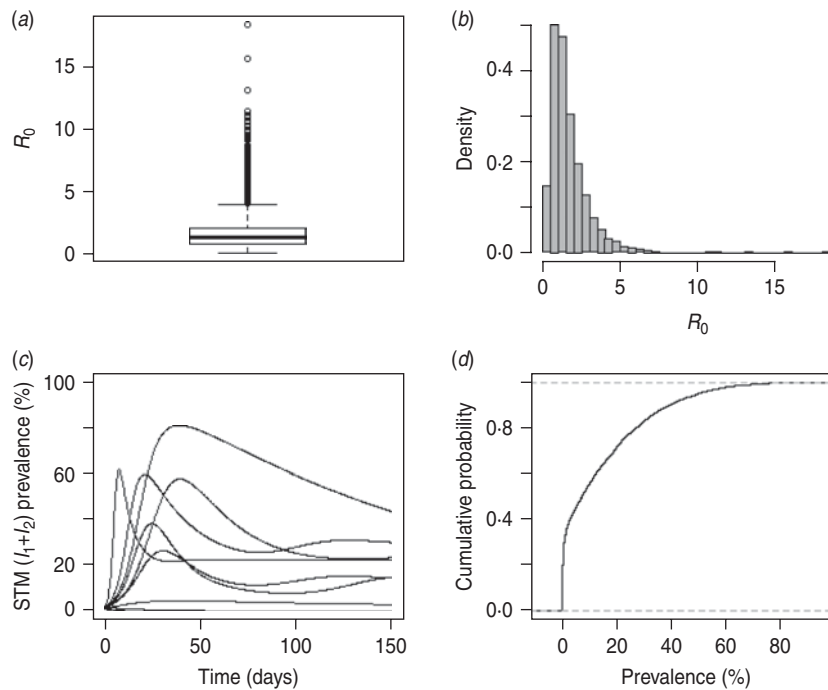 (a)
15
10
5
0
R0
(b)
0·4
0·2
0·0
Density
0
5
10
15
R0
(c)
100
60
20
0
STM (I1+I2) prevalence (%)
0
50
100
150
Time (days)
(d)
0·8
0·4
0·0
Cumulative probability
0
20
40
60
80
Prevalence (%)